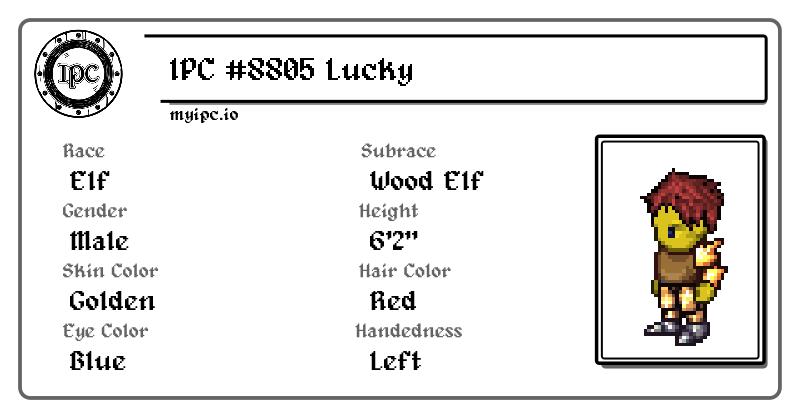 IPC
IPC #8805 Lucky
myipc.io
Race
Elf
Subrace
Wood Elf
Gender
Male
Height
6'2"
Skin Color
Golden
Hair Color
Red
Eye Color
Blue
Handedness
Left